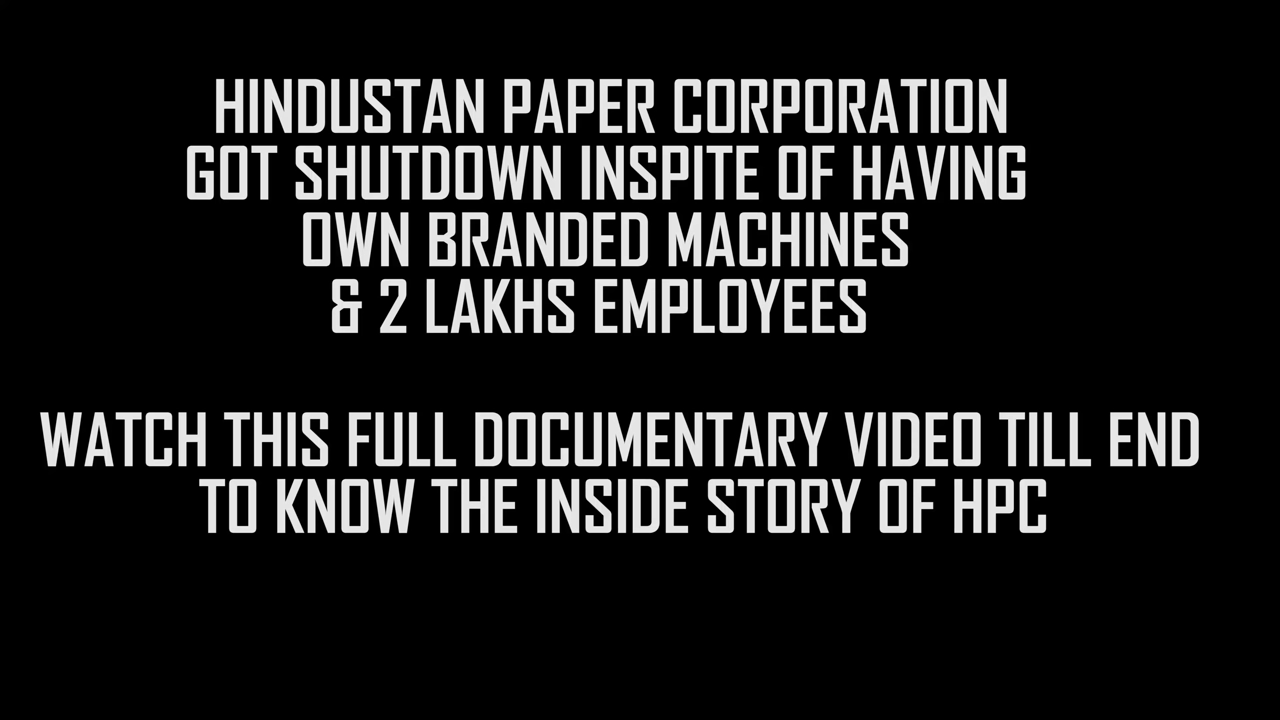 HINDUSTAN PAPER CORPORATION
GOT SHUTDOWN INSPITE OF HAVING
OWN BRANDED MACHINES
& 2 LAKHS EMPLOYEES
WATCH THIS FULL DOCUMENTARY VIDEO TILL END
TO KNOW THE INSIDE STORY OF HPC